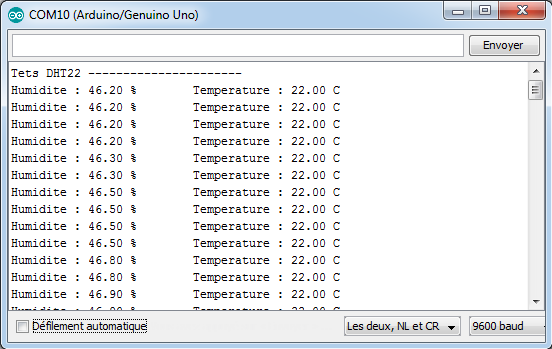 COM10 (Arduino/Genuino Uno)
Envoyer
Tets DHT22 ----------------------
Humidite : 46.20 %        Temperature : 22.00 C
Humidite : 46.20 %        Temperature : 22.00 C
Humidite : 46.20 %        Temperature : 22.00 C
Humidite : 46.20 %        Temperature : 22.00 C
Humidite : 46.30 %        Temperature : 22.00 C
Humidite : 46.30 %        Temperature : 22.00 C
Humidite : 46.50 %        Temperature : 22.00 C
Humidite : 46.50 %        Temperature : 22.00 C
Humidite : 46.50 %        Temperature : 22.00 C
Humidite : 46.50 %        Temperature : 22.00 C
Humidite : 46.80 %        Temperature : 22.00 C
Humidite : 46.80 %        Temperature : 22.00 C
Humidite : 46.90 %        Temperature : 22.00 C
Humidite :        %        Temperature : 22.00 C
Défilement automatique
Les deux, NL et CR
9600 baud